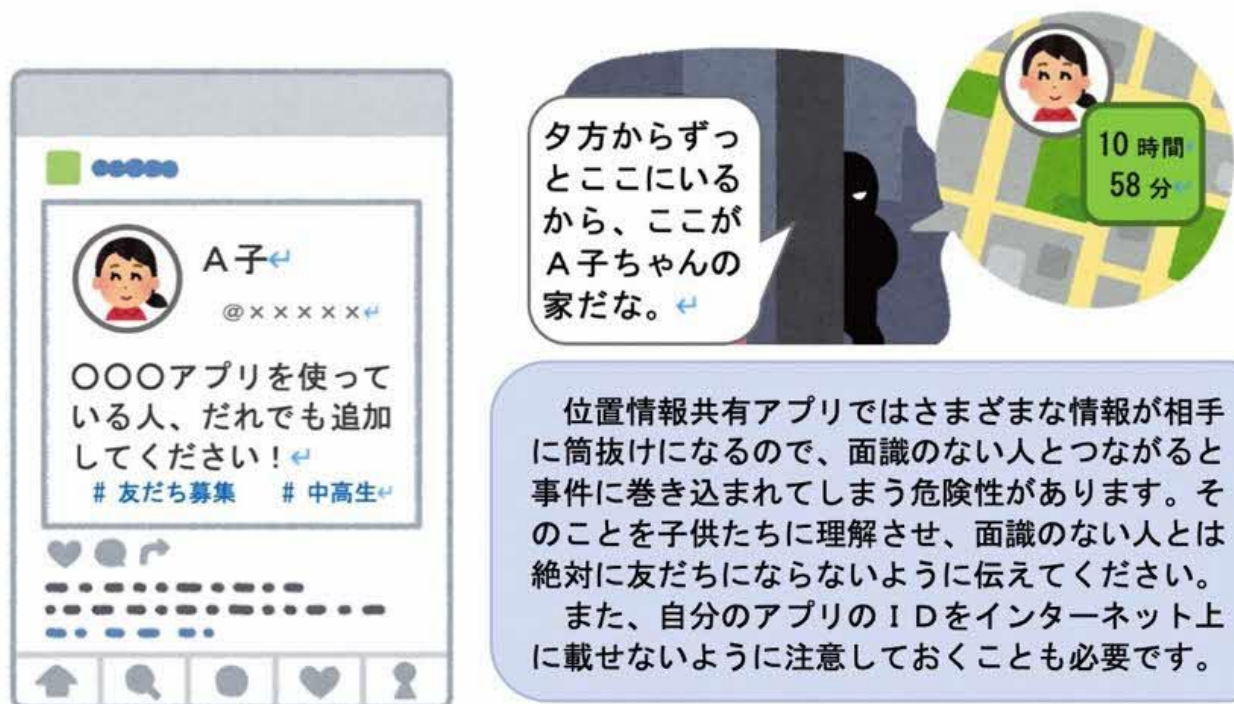 A子
@×××××
〇〇〇アプリを使って
いる人、だれでも追加
してください！
# 友だち募集　# 中高生
夕方からずっ
とここにいる
から、ここが
A子ちゃんの
家だな。
10 時間
58 分
位置情報共有アプリではさまざまな情報が相手
に筒抜けになるので、面識のない人とつながると
事件に巻き込まれてしまう危険性があります。そ
のことを子供たちに理解させ、面識のない人とは
絶対に友だちにならないように伝えてください。
また、自分のアプリのＩＤをインターネット上
に載せないように注意しておくことも必要です。